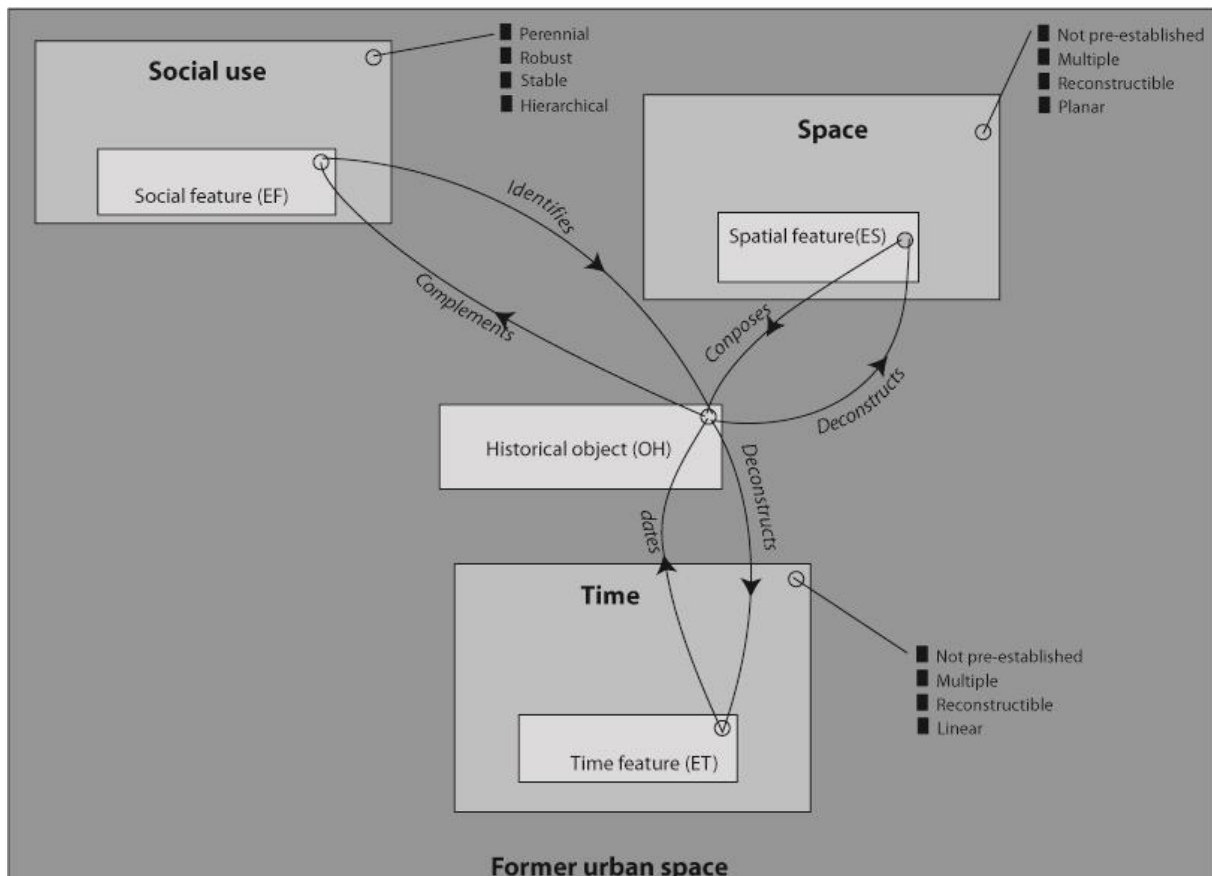 Social use
Perennial
Robust
Stable
Hierarchical
Social feature (EF)
Not pre-established
Multiple
Reconstructible
Planar
Space
Spatial feature(ES)
Identifies
Complements
Conposes
Deconstructs
Historical object (OH)
Deconstructs
dates
Time
Not pre-established
Multiple
Reconstructible
Linear
Time feature (ET)
Former urban space